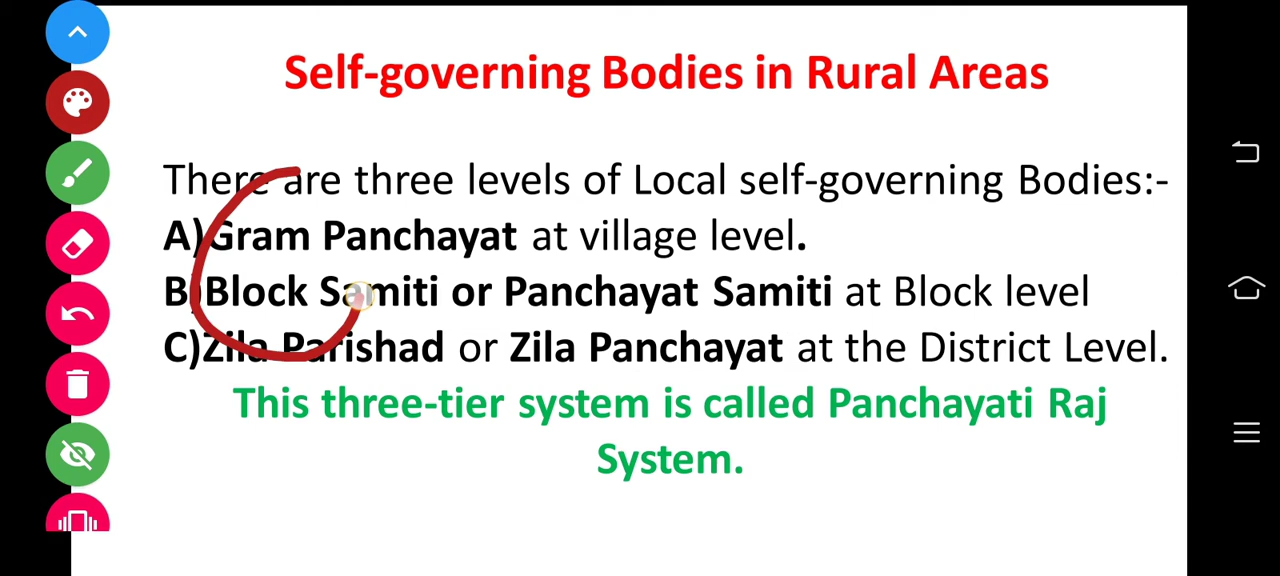 Self-governing Bodies in Rural Areas
There are three levels of Local self-governing Bodies:-
A)Gram Panchayat at village level.
B)Block Samiti or Panchayat Samiti at Block level
C)Zila Parishad or Zila Panchayat at the District Level.
This three-tier system is called Panchayati Raj
System.